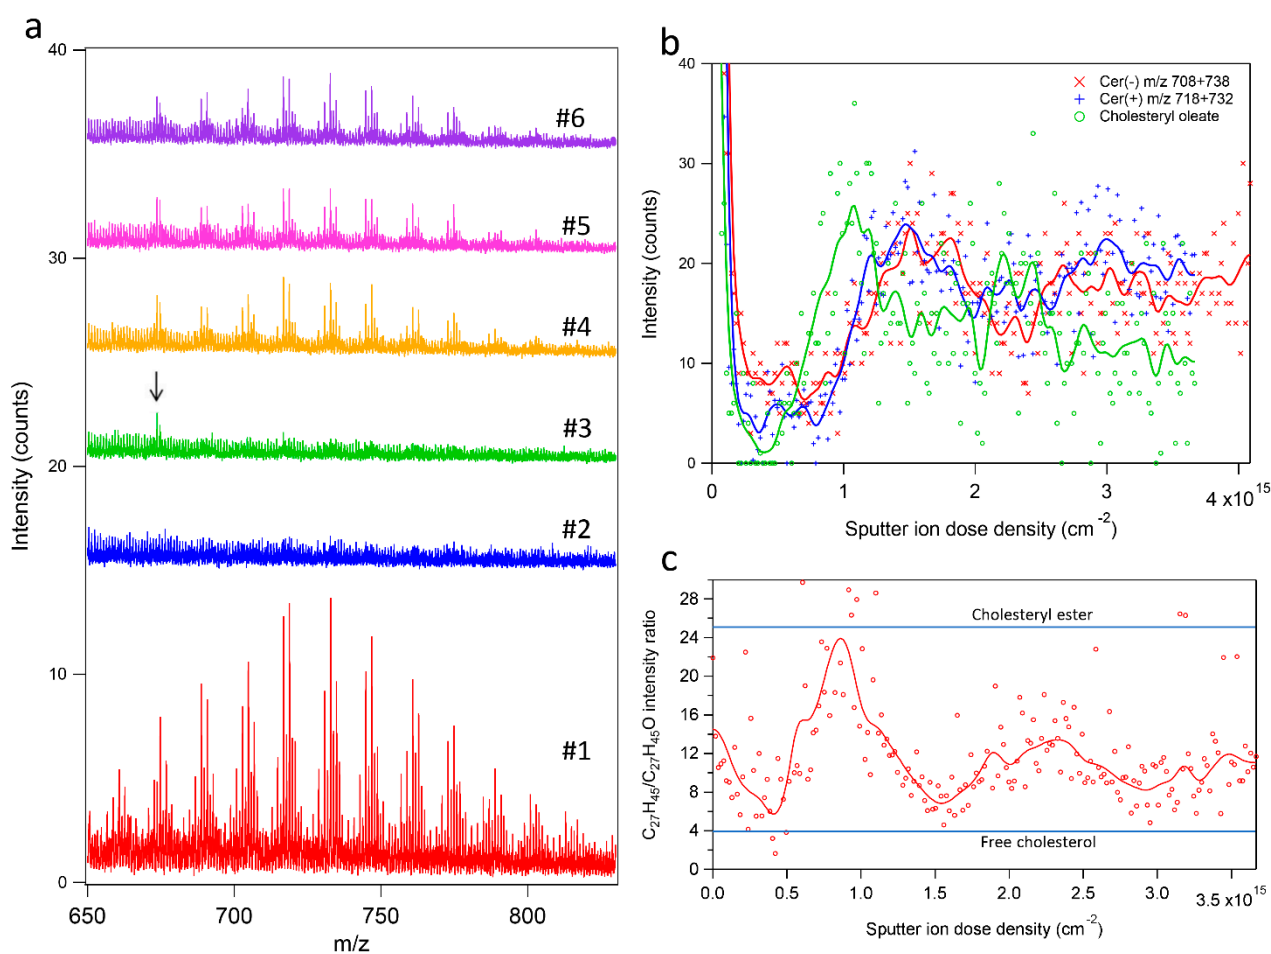 a
40
30
20
10
0
650
700
750
800
m/z
Intensity (counts)
#6
#5
#4
#3
#2
#1
b
40
30
20
10
0
0
1
2
3
4 x10¹⁵
Sputter ion dose density (cm⁻²)
Intensity (counts)
Cer(-) m/z 708+738
Cer(+) m/z 718+732
Cholesteryl oleate
c
28
24
20
16
12
8
4
0
0.0
0.5
1.0
1.5
2.0
2.5
3.0
3.5 x10¹⁵
Sputter ion dose density (cm⁻²)
C₂₇H₄₅/C₂₇H₄₅O intensity ratio
Cholesteryl ester
Free cholesterol